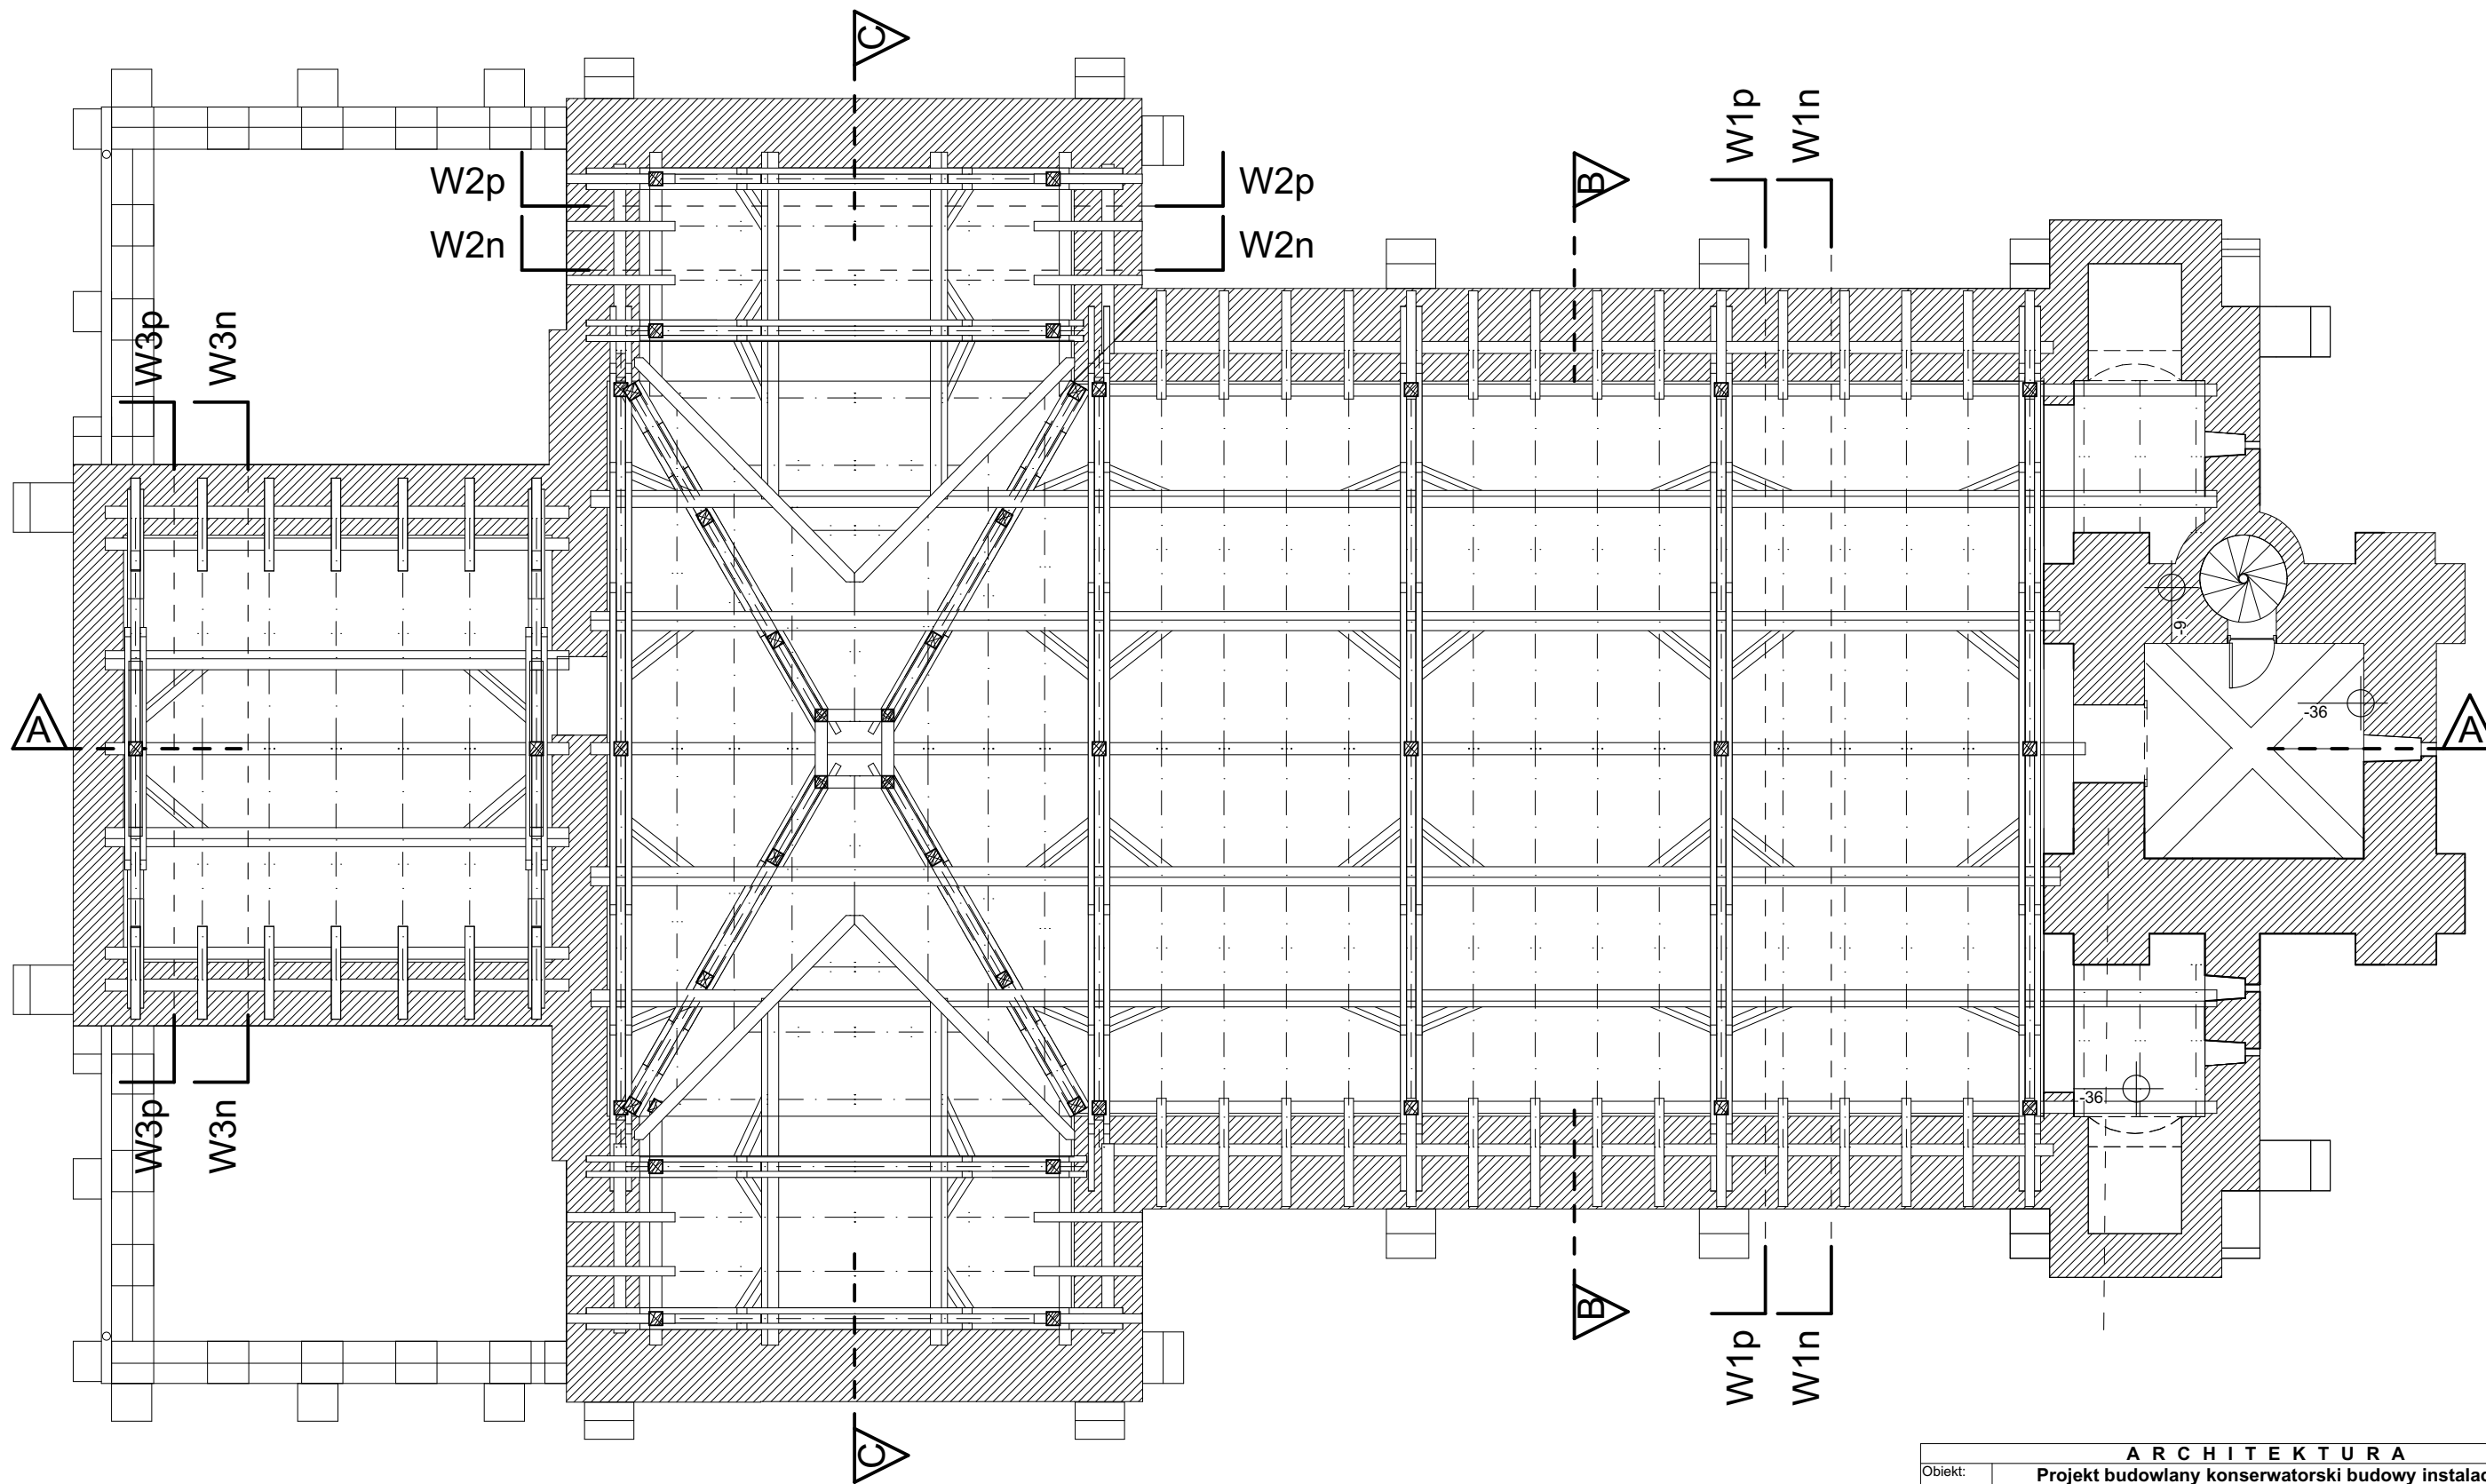 C
W1p
W1n
W2p
W2p
B
W2n
W2n
W3p
W3n
-9
-36
A
A
-36
W3p
W3n
B
W1p
W1n
C
A R C H I T E K T U R A
Obiekt:
Projekt budowlany konserwatorski budowy